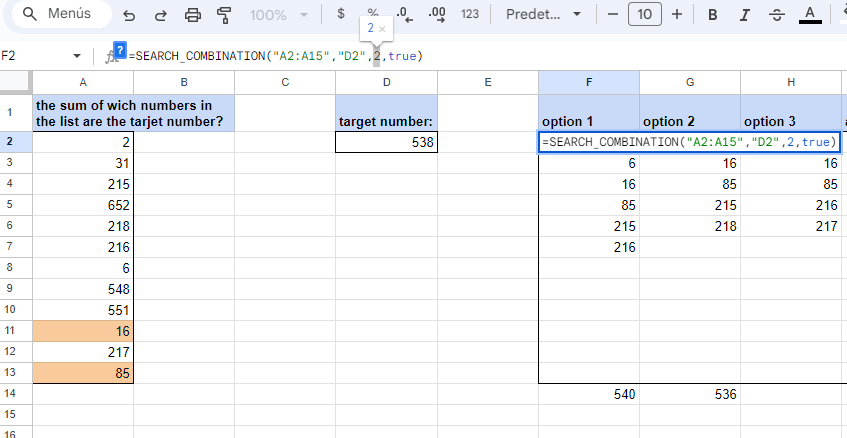 Menús 100% $ % .0 .00 123 Predet... − 10 + B I A
2 ×
F2 fx ? =SEARCH_COMBINATION("A2:A15","D2",2,true)
A B C D E F G H
1 the sum of wich numbers in
the list are the tarjet number? target number: option 1 option 2 option 3
2 2 538 =SEARCH_COMBINATION("A2:A15","D2",2,true)
3 31 6 16 16
4 215 16 85 85
5 652 85 215 216
6 218 215 218 217
7 216 216
8 6
9 548
10 551
11 16
12 217
13 85
14 540 536
15
16